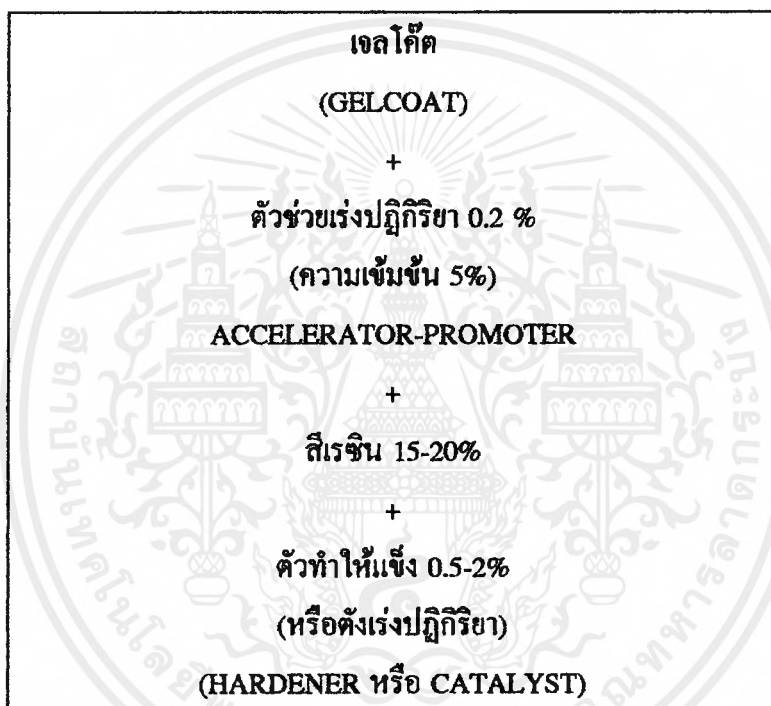 เจลโค๊ต
(GELCOAT)
+
ตัวช่วยเร่งปฏิกิริยา 0.2 %
(ความเข้มข้น 5%)
ACCELERATOR-PROMOTER
+
สีเรซิน 15-20%
+
ตัวทำให้แข็ง 0.5-2%
(หรือตังเร่งปฏิกิริยา)
(HARDENER หรือ CATALYST)